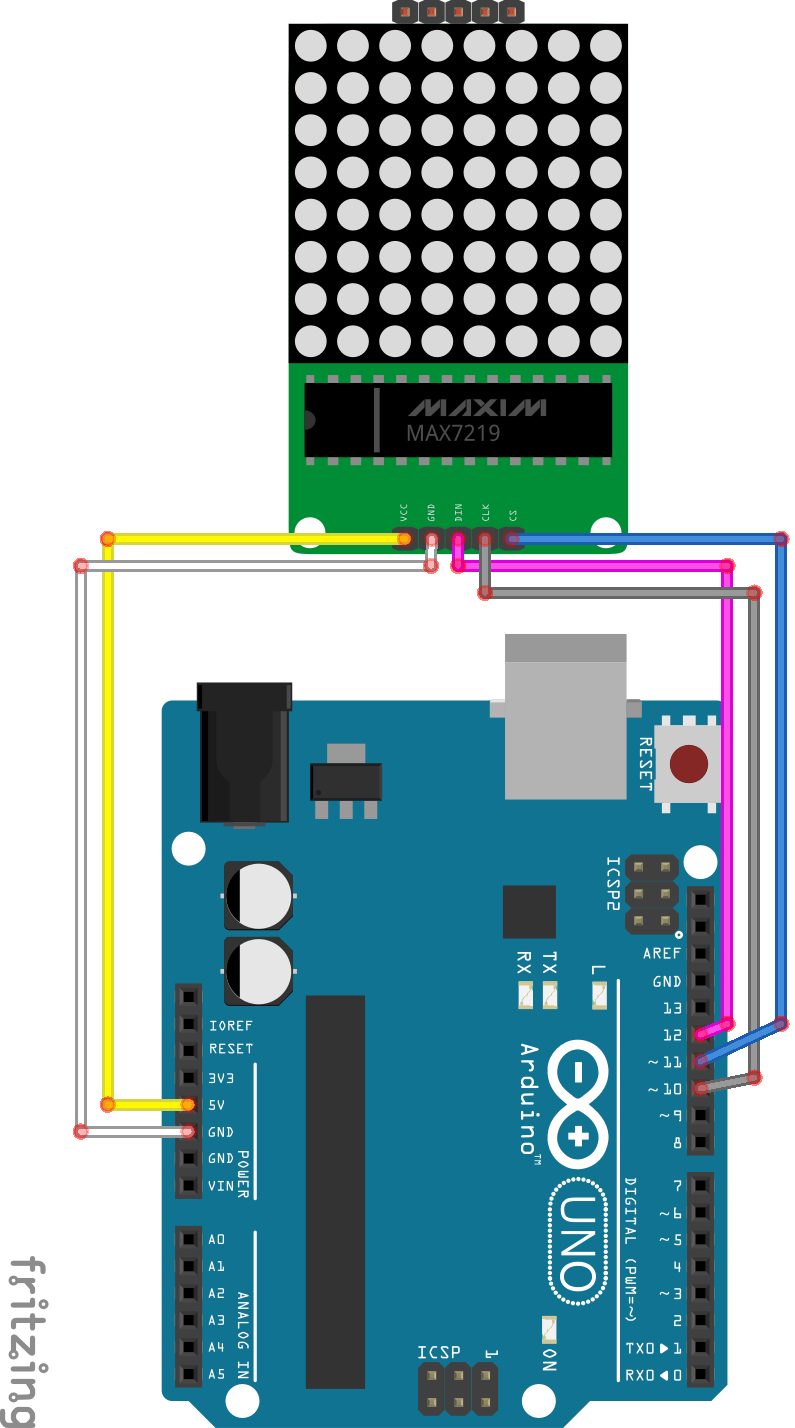 MAXIM
MAX7219
VCC
GND
DIN
CLK
CS
RESET
ICSP2
AREF
GND
13
12
~11
~10
~9
8
RX
TX
L
IOREF
RESET
3V3
5V
GND
GND
VIN
POWER
Arduino™
UNO
7
~6
~5
4
~3
2
TX0▶1
RX0◀0
DIGITAL (PWM=~)
A0
A1
A2
A3
A4
A5
ANALOG IN
ICSP
1
ON
fritzing